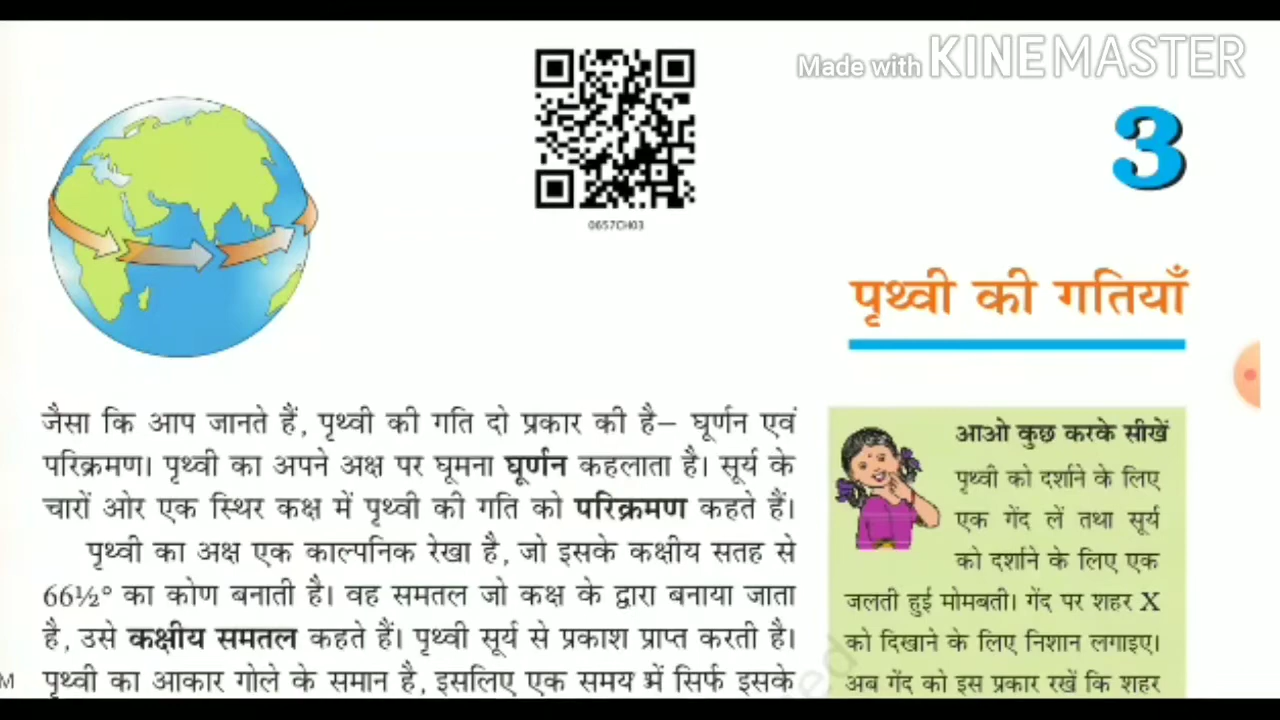 Made with KINEMASTER
0657CH03
3
पृथ्वी की गतियाँ
जैसा कि आप जानते हैं, पृथ्वी की गति दो प्रकार की है– घूर्णन एवं
परिक्रमण। पृथ्वी का अपने अक्ष पर घूमना घूर्णन कहलाता है। सूर्य के
चारों ओर एक स्थिर कक्ष में पृथ्वी की गति को परिक्रमण कहते हैं।
पृथ्वी का अक्ष एक काल्पनिक रेखा है, जो इसके कक्षीय सतह से
66½° का कोण बनाती है। वह समतल जो कक्ष के द्वारा बनाया जाता
है, उसे कक्षीय समतल कहते हैं। पृथ्वी सूर्य से प्रकाश प्राप्त करती है।
पृथ्वी का आकार गोले के समान है, इसलिए एक समय में सिर्फ इसके
आओ कुछ करके सीखें
पृथ्वी को दर्शाने के लिए
एक गेंद लें तथा सूर्य
को दर्शाने के लिए एक
जलती हुई मोमबती। गेंद पर शहर X
को दिखाने के लिए निशान लगाइए।
अब गेंद को इस प्रकार रखें कि शहर